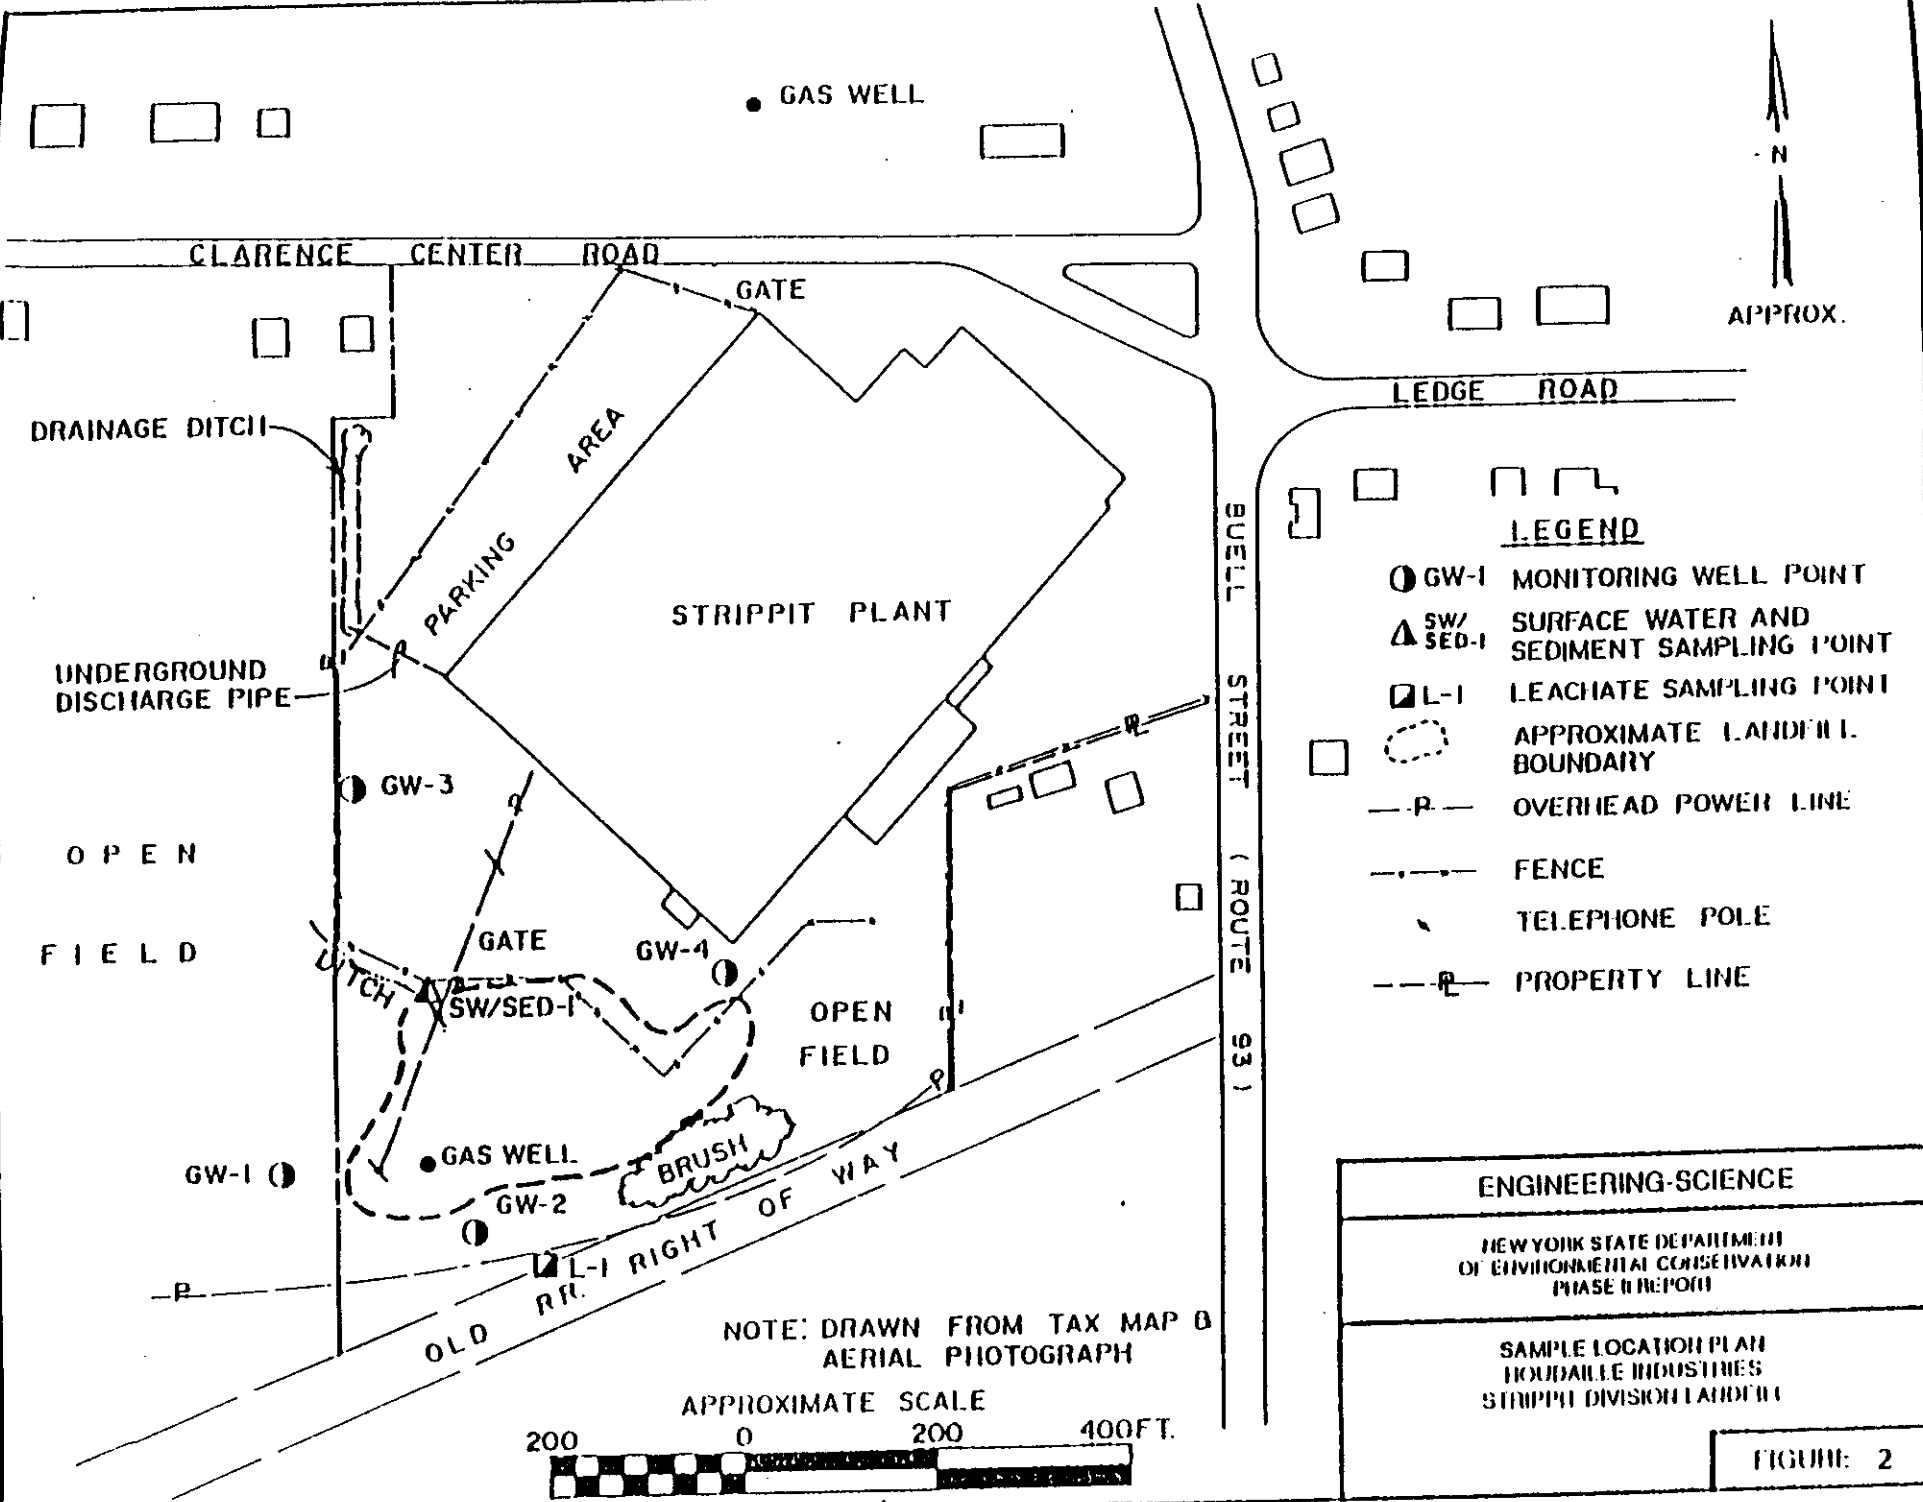 GAS WELL
N
APPROX.
CLARENCE CENTER ROAD
GATE
LEDGE ROAD
DRAINAGE DITCH
PARKING AREA
STRIPPIT PLANT
UNDERGROUND
DISCHARGE PIPE
BUELL STREET (ROUTE 93)
LEGEND
GW-1 MONITORING WELL POINT
SW/
SED-1
SURFACE WATER AND
SEDIMENT SAMPLING POINT
L-1 LEACHATE SAMPLING POINT
APPROXIMATE LANDFILL
BOUNDARY
P OVERHEAD POWER LINE
FENCE
TELEPHONE POLE
PL PROPERTY LINE
PL
GW-3
OPEN
FIELD
GATE
GW-4
DITCH
SW/SED-1
OPEN
FIELD
P
GW-1
GAS WELL
BRUSH
GW-2
L-1
P
OLD RR. RIGHT OF WAY
NOTE: DRAWN FROM TAX MAP &
AERIAL PHOTOGRAPH
APPROXIMATE SCALE
200 0 200 400FT.
ENGINEERING-SCIENCE
NEW YORK STATE DEPARTMENT
OF ENVIRONMENTAL CONSERVATION
PHASE II REPORT
SAMPLE LOCATION PLAN
HOUDAILLE INDUSTRIES
STRIPPIT DIVISION LANDFILL
FIGURE 2